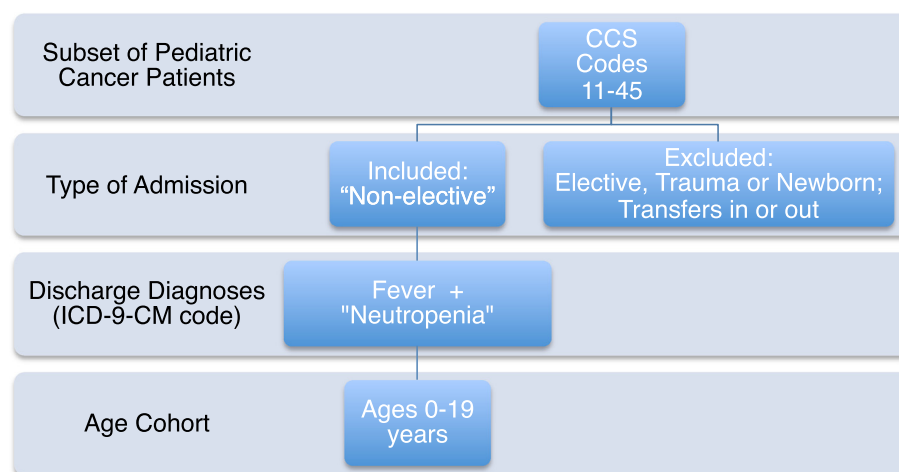 Subset of Pediatric
Cancer Patients
CCS
Codes
11-45
Type of Admission
Included:
“Non-elective”
Excluded:
Elective, Trauma or Newborn;
Transfers in or out
Discharge Diagnoses
(ICD-9-CM code)
Fever +
"Neutropenia"
Age Cohort
Ages 0-19
years